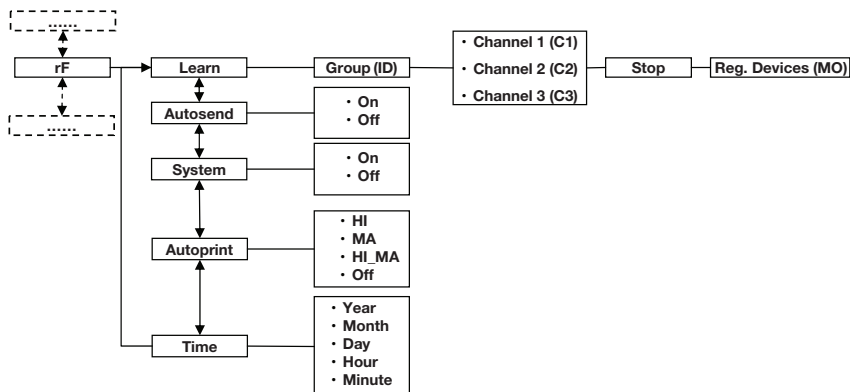 ......
rF
......
Learn
Group (ID)
• Channel 1 (C1)
• Channel 2 (C2)
• Channel 3 (C3)
Stop
Reg. Devices (MO)
Autosend
• On
• Off
System
• On
• Off
Autoprint
• HI
• MA
• HI_MA
• Off
Time
• Year
• Month
• Day
• Hour
• Minute